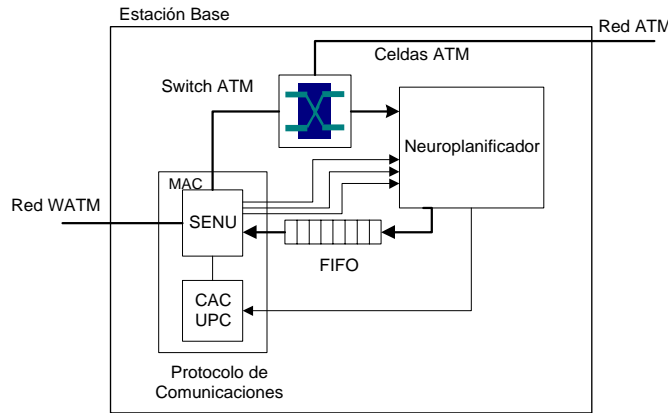 Estación Base
Red ATM
Celdas ATM
Switch ATM
Neuroplanificador
MAC
Red WATM
SENU
FIFO
CAC
UPC
Protocolo de
Comunicaciones